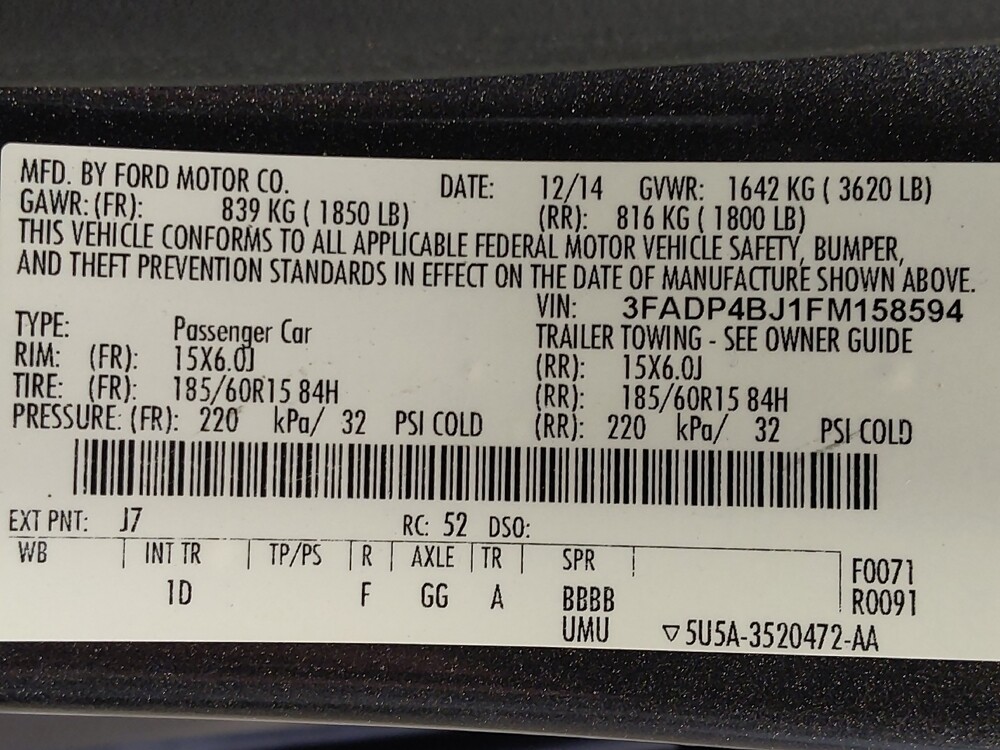 MFD. BY FORD MOTOR CO. DATE: 12/14 GVWR: 1642 KG ( 3620 LB)
GAWR: (FR): 839 KG ( 1850 LB) (RR): 816 KG ( 1800 LB)
THIS VEHICLE CONFORMS TO ALL APPLICABLE FEDERAL MOTOR VEHICLE SAFETY, BUMPER,
AND THEFT PREVENTION STANDARDS IN EFFECT ON THE DATE OF MANUFACTURE SHOWN ABOVE.
VIN: 3FADP4BJ1FM158594
TYPE: Passenger Car TRAILER TOWING - SEE OWNER GUIDE
RIM: (FR): 15X6.0J (RR): 15X6.0J
TIRE: (FR): 185/60R15 84H (RR): 185/60R15 84H
PRESSURE: (FR): 220 kPa/ 32 PSI COLD (RR): 220 kPa/ 32 PSI COLD
EXT PNT: J7 RC: 52 DSO:
WB INT TR TP/PS R AXLE TR SPR F0071
1D F GG A BBBB R0091
UMU ▽5U5A-3520472-AA